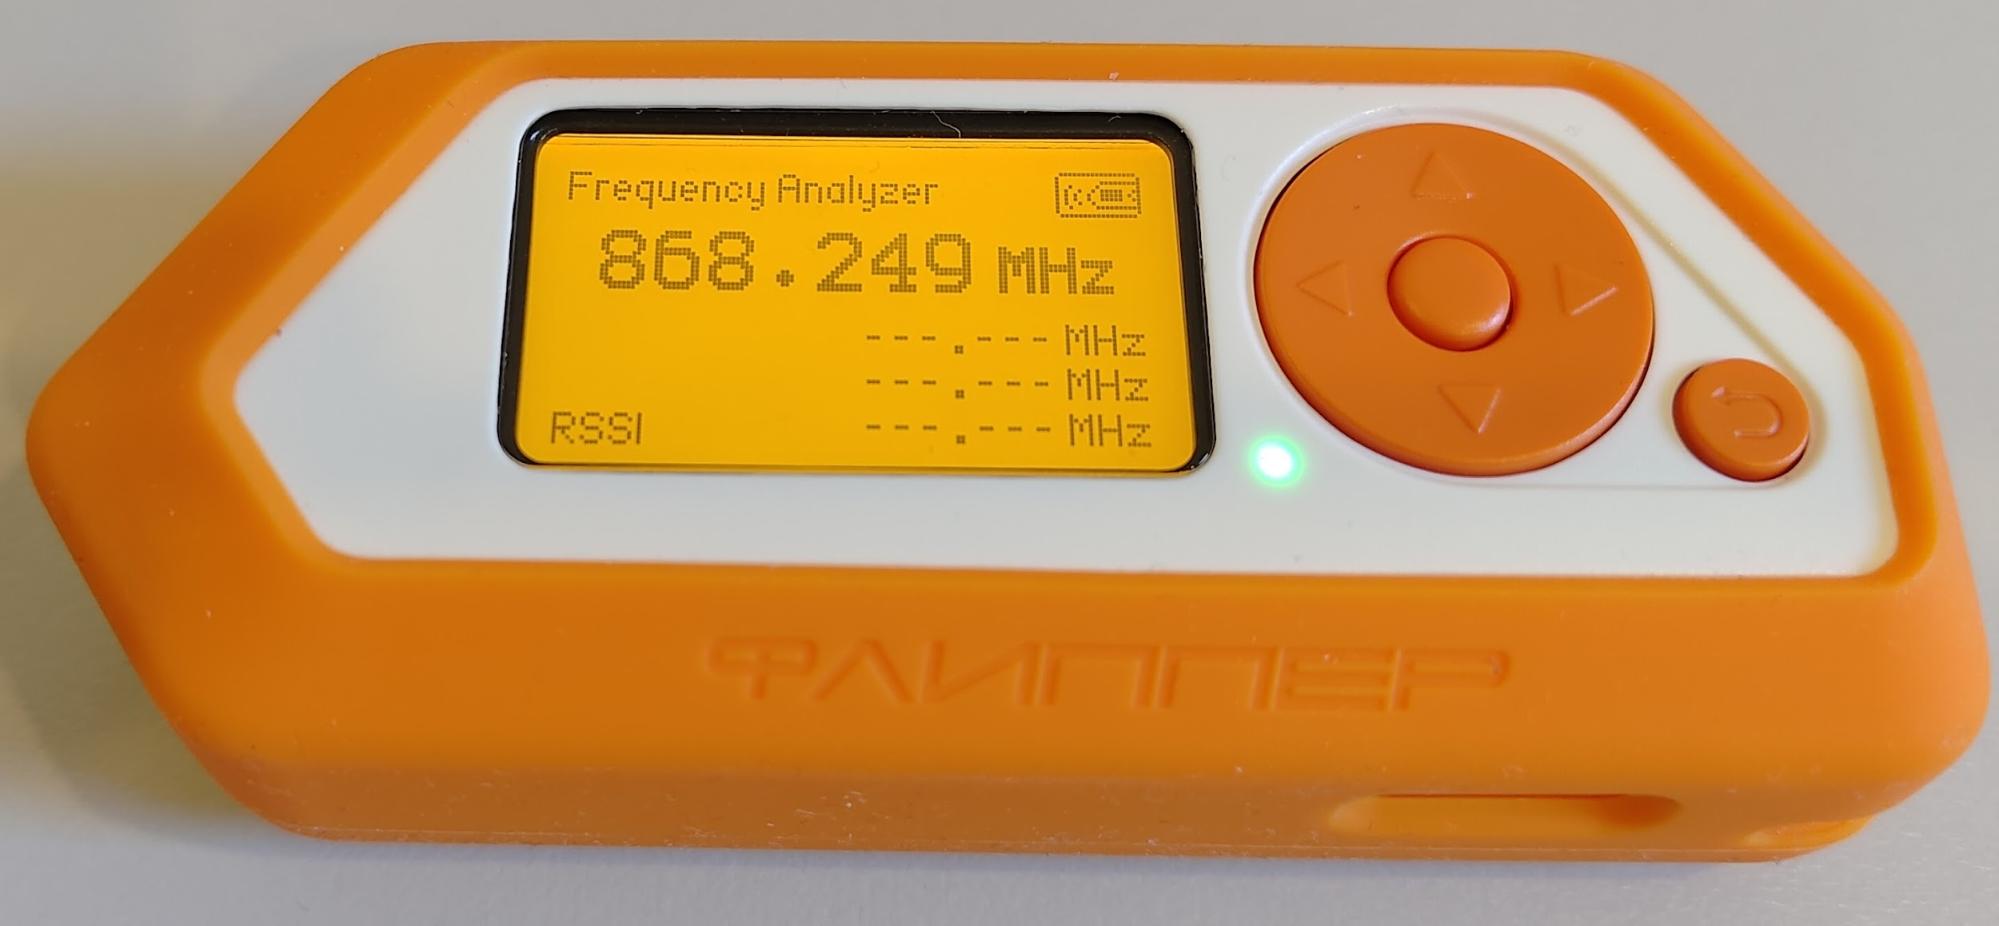 Frequency Analyzer
868.249 MHz
---.--- MHz
---.--- MHz
RSSI ---.--- MHz
ФЛИППЕР